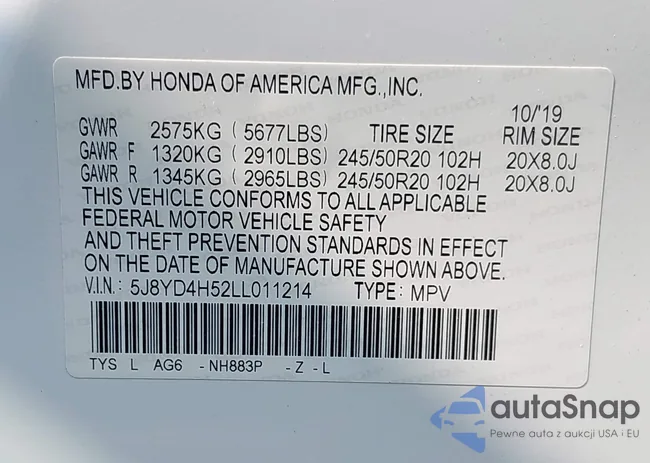 MFD.BY HONDA OF AMERICA MFG.,INC.
10/'19
GVWR 2575KG (5677LBS) TIRE SIZE RIM SIZE
GAWR F 1320KG (2910LBS) 245/50R20 102H 20X8.0J
GAWR R 1345KG (2965LBS) 245/50R20 102H 20X8.0J
THIS VEHICLE CONFORMS TO ALL APPLICABLE
FEDERAL MOTOR VEHICLE SAFETY
AND THEFT PREVENTION STANDARDS IN EFFECT
ON THE DATE OF MANUFACTURE SHOWN ABOVE.
V.I.N.: 5J8YD4H52LL011214 TYPE: MPV
TYS L AG6 -NH883P -Z -L
autaSnap
Pewne auta z aukcji USA i EU